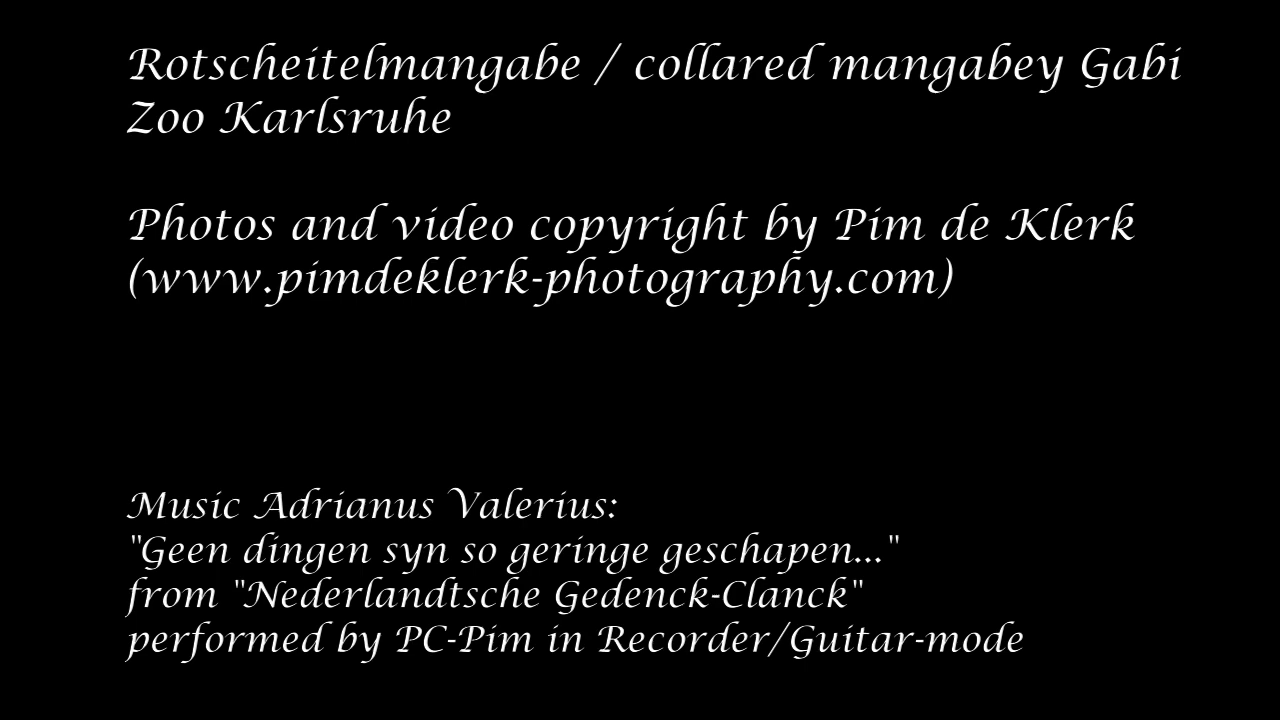 Rotscheitelmangabe / collared mangabey Gabi
Zoo Karlsruhe
Photos and video copyright by Pim de Klerk
(www.pimdeklerk-photography.com)
Music Adrianus Valerius:
"Geen dingen syn so geringe geschapen..."
from "Nederlandtsche Gedenck-Clanck"
performed by PC-Pim in Recorder/Guitar-mode